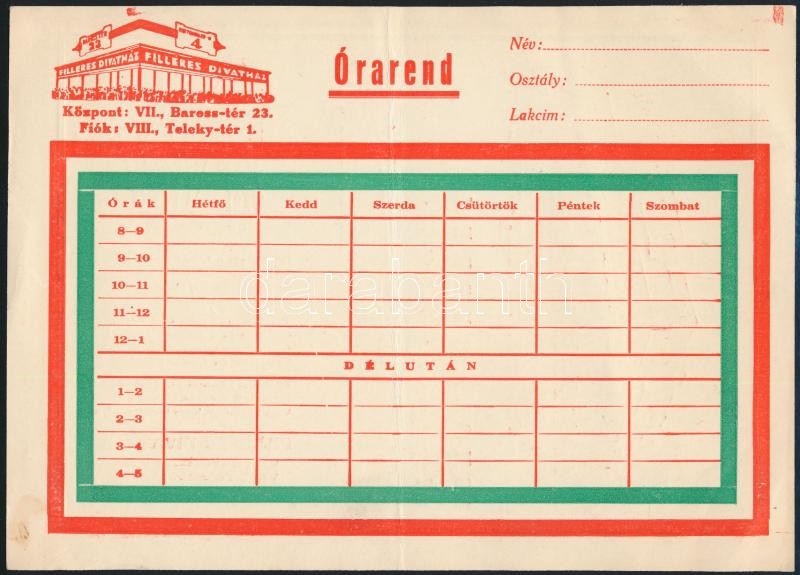 23
4
FILLÉRES DIVATHÁZ FILLÉRES DIVATHÁZ
Központ: VII., Baross-tér 23.
Fiók: VIII., Teleky-tér 1.
Órarend
Név:
Osztály:
Lakcim:
Órák Hétfő Kedd Szerda Csütörtök Péntek Szombat
8—9
9—10
10—11
11—12
12—1
DÉLUTÁN
1—2
2—3
3—4
4—5
darabanth